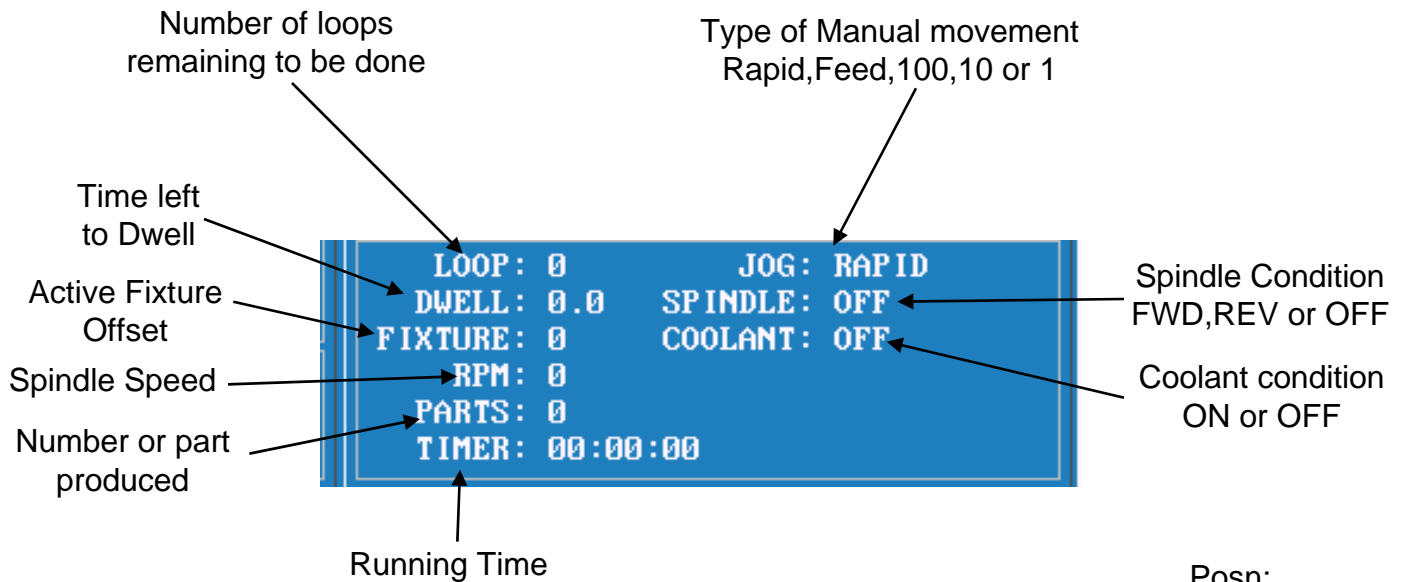 Number of loops
remaining to be done
Type of Manual movement
Rapid,Feed,100,10 or 1
Time left
to Dwell
Active Fixture
Offset
Spindle Speed
Number or part
produced
LOOP: 0 JOG: RAPID
DWELL: 0.0 SPINDLE: OFF
FIXTURE: 0 COOLANT: OFF
RPM: 0
PARTS: 0
TIMER: 00:00:00
Spindle Condition
FWD,REV or OFF
Coolant condition
ON or OFF
Running Time
Posn: